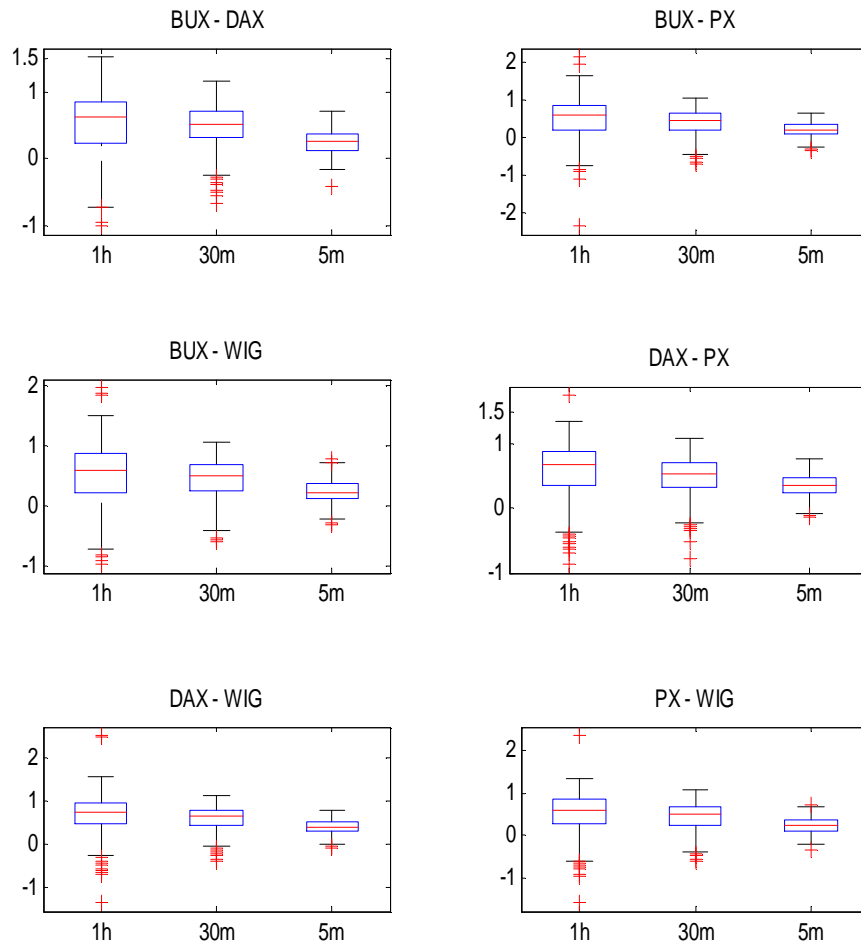 BUX - DAX
1.5
1
0
-1
1h 30m 5m
BUX - PX
2
1
0
-1
-2
1h 30m 5m
BUX - WIG
2
1
0
-1
1h 30m 5m
DAX - PX
1.5
1
0
-1
1h 30m 5m
DAX - WIG
2
1
0
-1
1h 30m 5m
PX - WIG
2
1
0
-1
1h 30m 5m